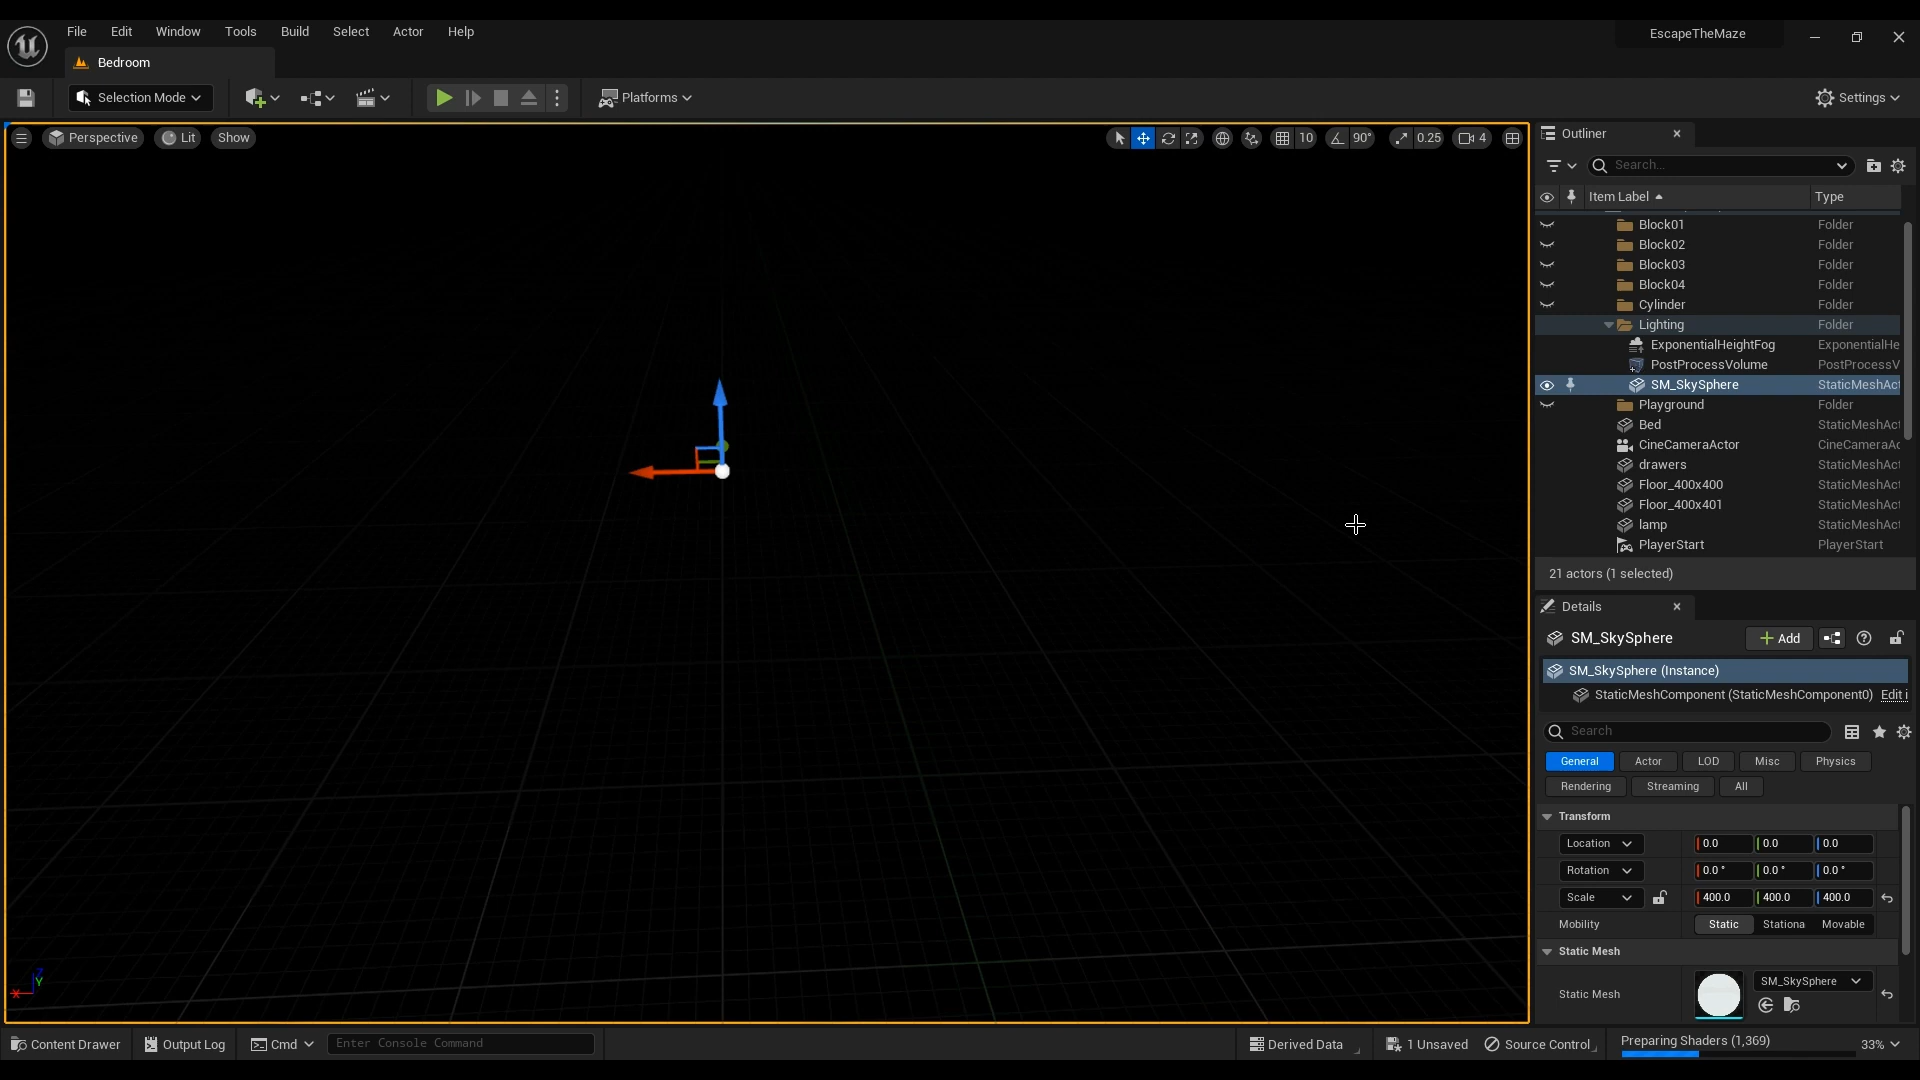 File Edit Window Tools Build Select Actor Help
EscapeTheMaze
Bedroom
Selection Mode
Platforms
Settings
Perspective
Lit
Show
10
90°
0.25
4
Outliner
Search...
Item Label
Type
Block01 Folder
Block02 Folder
Block03 Folder
Block04 Folder
Cylinder Folder
Lighting Folder
ExponentialHeightFog ExponentialHe
PostProcessVolume PostProcessV
SM_SkySphere StaticMeshAct
Playground Folder
Bed StaticMeshAct
CineCameraActor CineCameraAc
drawers StaticMeshAct
Floor_400x400 StaticMeshAct
Floor_400x401 StaticMeshAct
lamp StaticMeshAct
PlayerStart PlayerStart
21 actors (1 selected)
Details
SM_SkySphere
Add
SM_SkySphere (Instance)
StaticMeshComponent (StaticMeshComponent0) Edit i
Search
General Actor LOD Misc Physics
Rendering Streaming All
Transform
Location 0.0 0.0 0.0
Rotation 0.0 ° 0.0 ° 0.0 °
Scale 400.0 400.0 400.0
Mobility Static Stationa Movable
Static Mesh
Static Mesh SM_SkySphere
Z
Y
X
Content Drawer
Output Log
Cmd
Enter Console Command
Derived Data
1 Unsaved
Source Control
Preparing Shaders (1,369)
33%